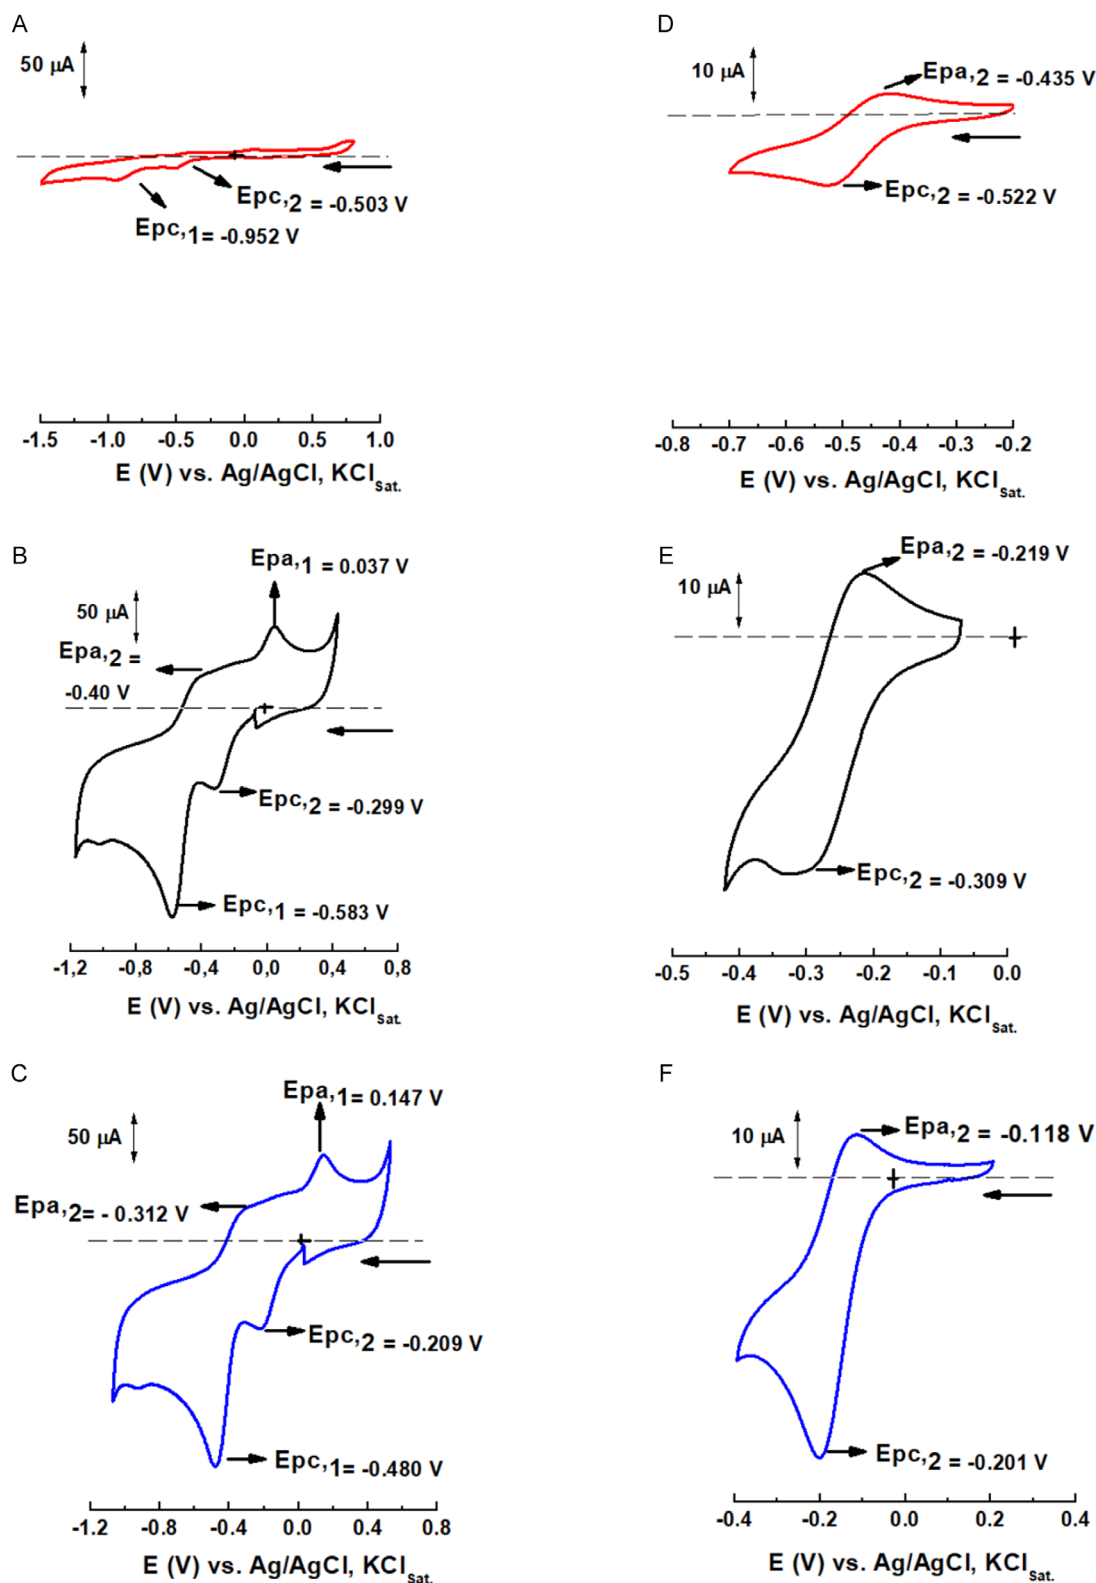 A
50 µA
Epc,2 = -0.503 V
Epc,1= -0.952 V
-1.5 -1.0 -0.5 0.0 0.5 1.0
E (V) vs. Ag/AgCl, KClSat.
D
10 µA
Epa,2 = -0.435 V
Epc,2 = -0.522 V
-0.8 -0.7 -0.6 -0.5 -0.4 -0.3 -0.2
E (V) vs. Ag/AgCl, KClSat.
B
Epa,1 = 0.037 V
50 µA
Epa,2 =
-0.40 V
Epc,2 = -0.299 V
Epc,1 = -0.583 V
-1,2 -0,8 -0,4 0,0 0,4 0,8
E (V) vs. Ag/AgCl, KClSat.
E
Epa,2 = -0.219 V
10 µA
Epc,2 = -0.309 V
-0.5 -0.4 -0.3 -0.2 -0.1 0.0
E (V) vs. Ag/AgCl, KClSat.
C
Epa,1= 0.147 V
50 µA
Epa,2= - 0.312 V
Epc,2 = -0.209 V
Epc,1= -0.480 V
-1.2 -0.8 -0.4 0.0 0.4 0.8
E (V) vs. Ag/AgCl, KClSat.
F
10 µA
Epa,2 = -0.118 V
Epc,2 = -0.201 V
-0.4 -0.2 0.0 0.2 0.4
E (V) vs. Ag/AgCl, KClSat.